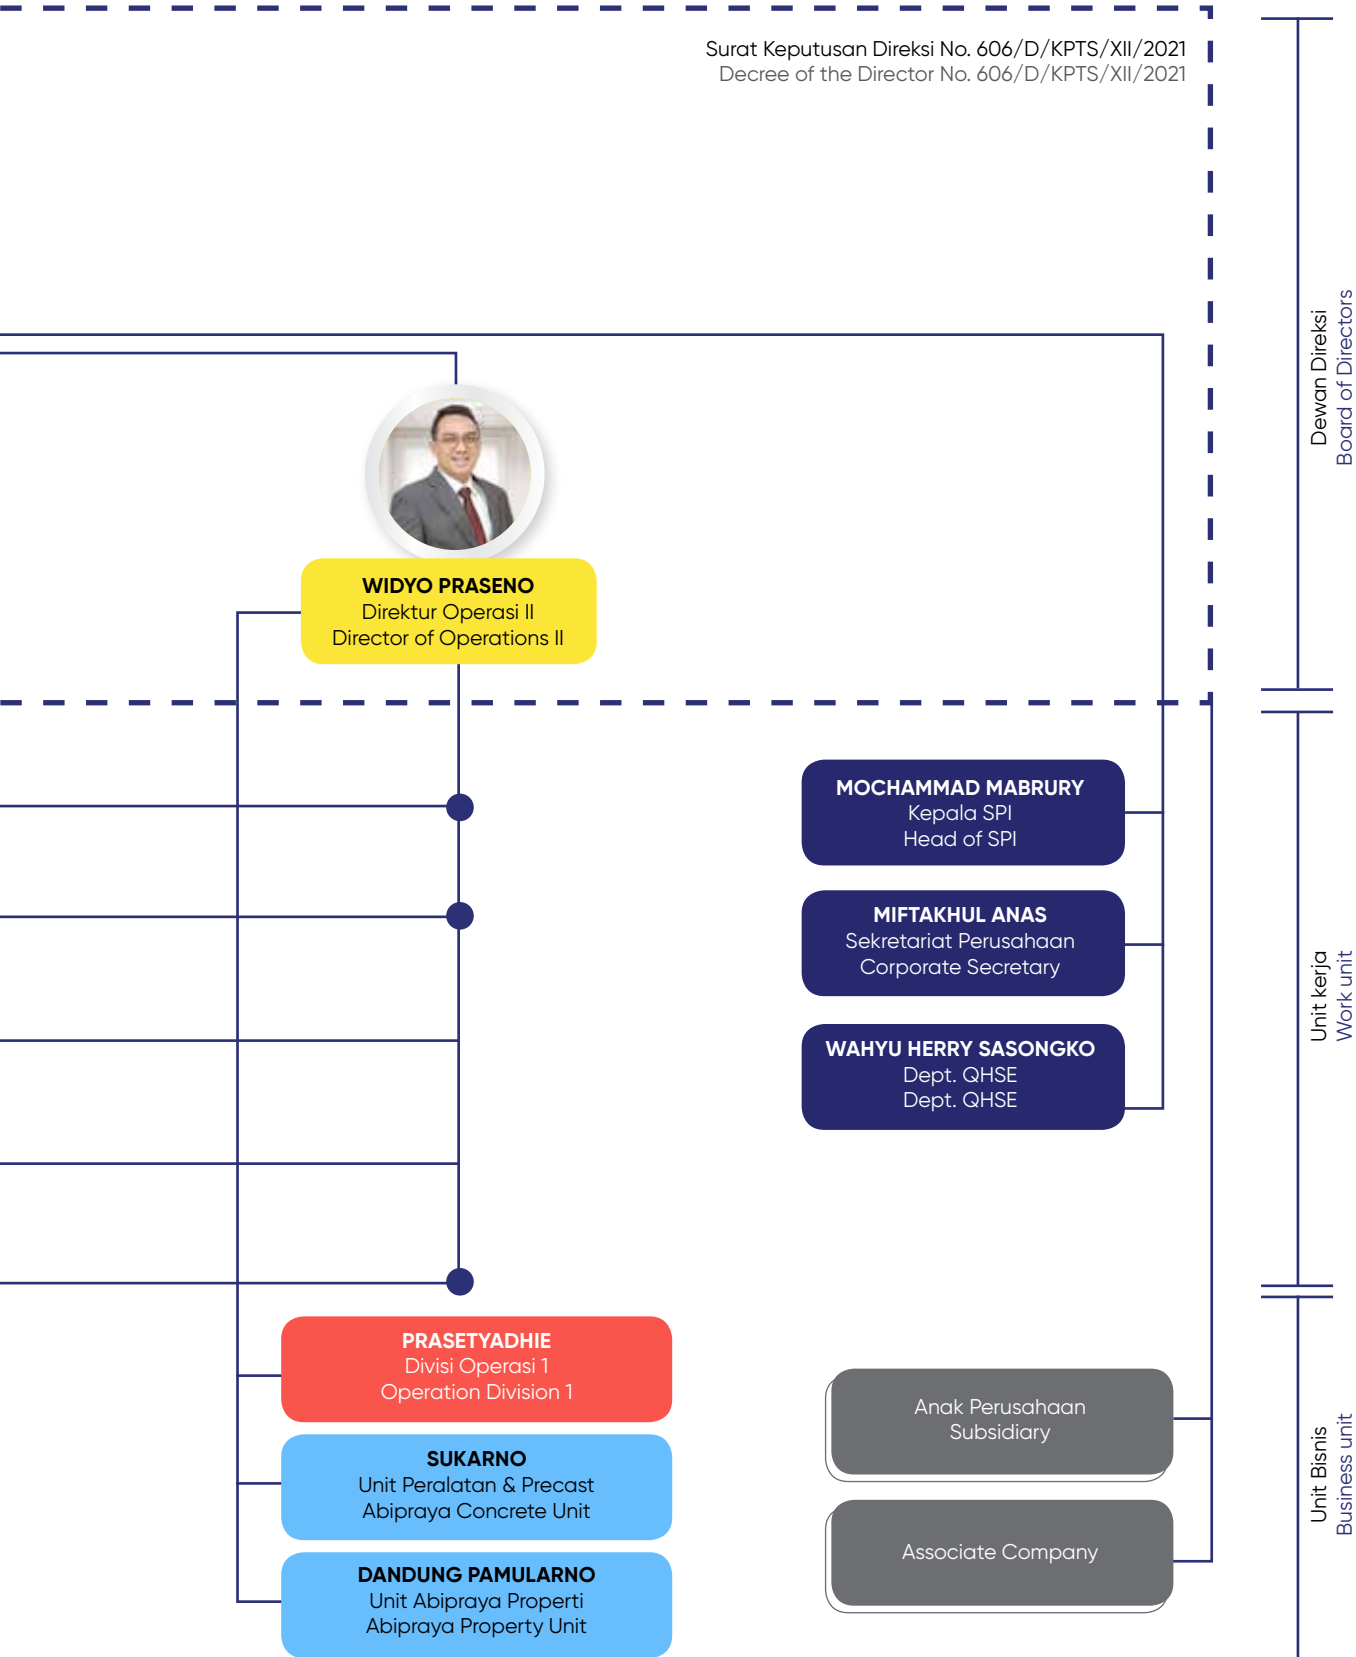 Surat Keputusan Direksi No. 606/D/KPTS/XII/2021
Decree of the Director No. 606/D/KPTS/XII/2021
Dewan Direksi
Board of Directors
WIDYO PRASENO
Direktur Operasi II
Director of Operations II
MOCHAMMAD MABRURY
Kepala SPI
Head of SPI
MIFTAKHUL ANAS
Sekretariat Perusahaan
Corporate Secretary
WAHYU HERRY SASONGKO
Dept. QHSE
Dept. QHSE
Unit kerja
Work unit
PRASETYADHIE
Divisi Operasi 1
Operation Division 1
SUKARNO
Unit Peralatan & Precast
Abipraya Concrete Unit
DANDUNG PAMULARNO
Unit Abipraya Properti
Abipraya Property Unit
Anak Perusahaan
Subsidiary
Associate Company
Unit Bisnis
Business unit